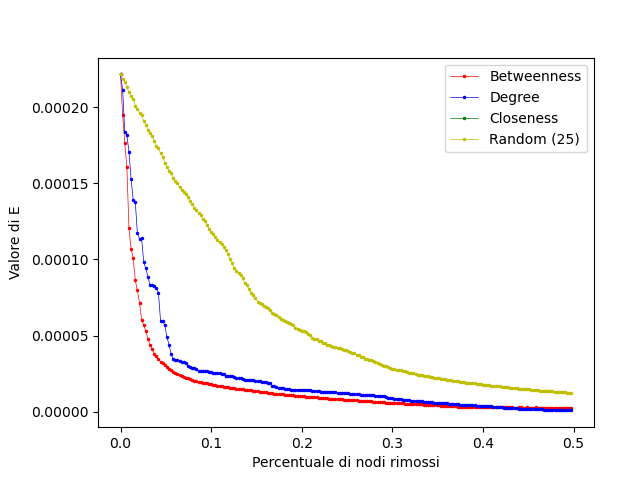 Betweenness
Degree
Closeness
Random (25)
Valore di E
0.00020
0.00015
0.00010
0.00005
0.00000
0.0 0.1 0.2 0.3 0.4 0.5
Percentuale di nodi rimossi